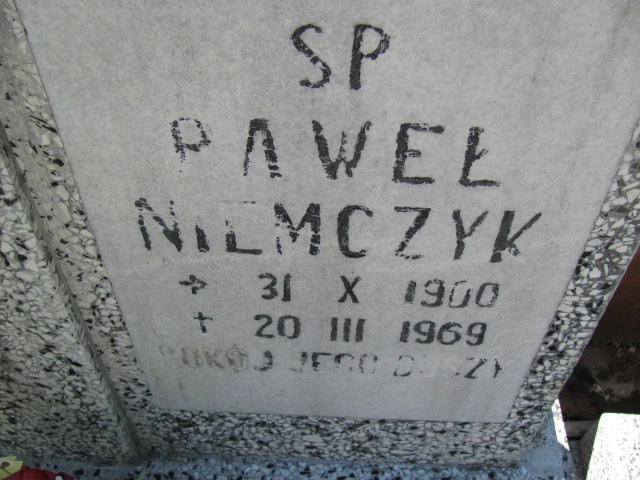 SP
PAWEŁ
NIEMCZYK
31 X 1900
† 20 III 1969
POKÓJ JEGO DUSZY